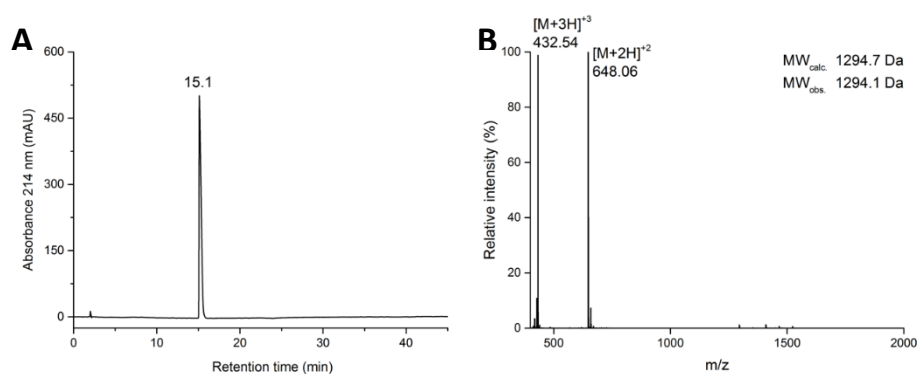 A
600
450
300
150
0
Absorbance 214 nm (mAU)
15.1
0
10
20
30
40
Retention time (min)
B
[M+3H]+3
432.54
[M+2H]+2
648.06
MWcalc. 1294.7 Da
MWobs. 1294.1 Da
100
80
60
40
20
0
Relative intensity (%)
500
1000
1500
2000
m/z